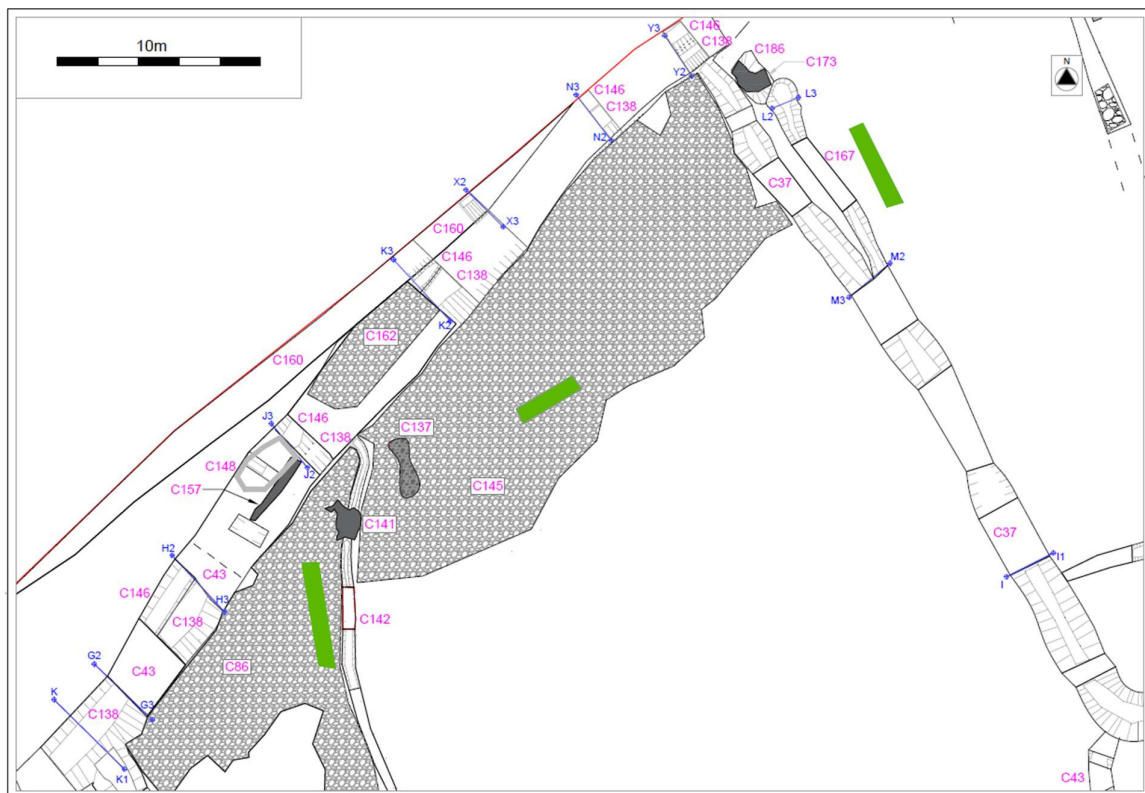 10m
N
Y3
C146
C138
Y2
C186
C173
L3
L2
N3
C146
C138
N2
C167
C37
X2
X3
C160
C146
C138
K3
K2
M2
M3
C162
C160
J3
C146
C138
J2
C137
C148
C157
C145
C141
H2
C43
H3
C146
C138
C142
C37
I1
I
C86
G2
C43
G3
K
C138
K1
C43